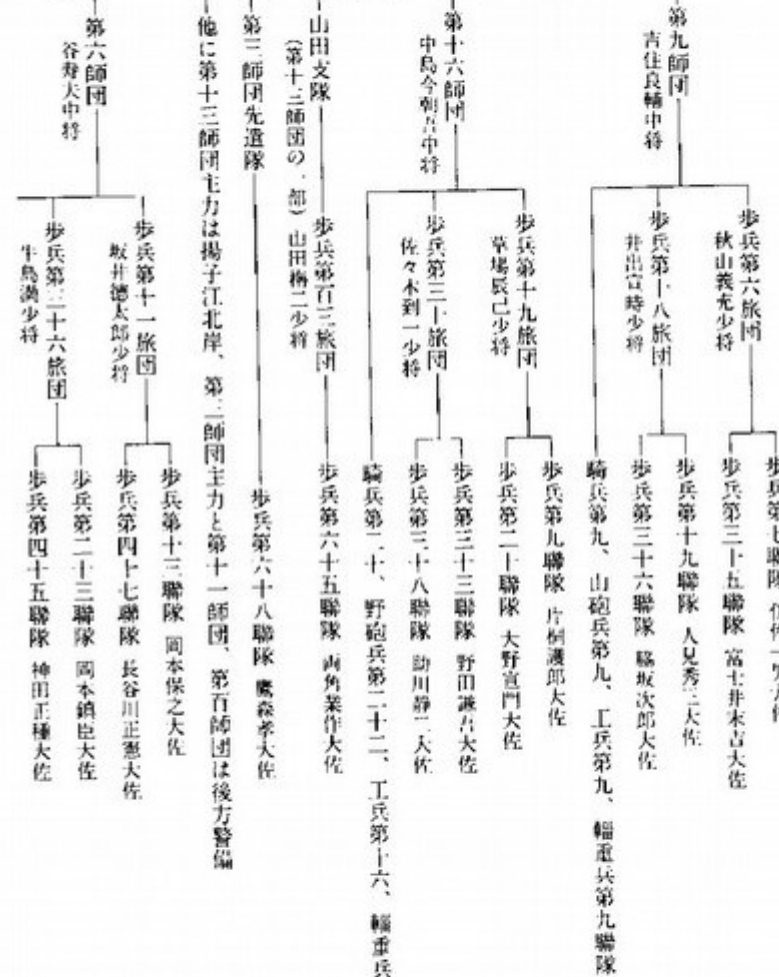 第九師団
吉住良輔中将
歩兵第六旅団
秋山義允少将
歩兵第七聯隊
歩兵第三十五聯隊 富士井末吉大佐
歩兵第十八旅団
井出宣時少将
歩兵第十九聯隊 人見秀三大佐
歩兵第三十六聯隊 脇坂次郎大佐
騎兵第九、山砲兵第九、工兵第九、輜重兵第九聯隊
第十六師団
中島今朝吾中将
歩兵第十九旅団
草場辰巳少将
歩兵第九聯隊 片桐護郎大佐
歩兵第二十聯隊 大野宣明大佐
歩兵第三十旅団
佐々木到一少将
歩兵第三十三聯隊 野田謙吾大佐
歩兵第三十八聯隊 助川静二大佐
騎兵第二十、野砲兵第二十二、工兵第十六、輜重兵
山田支隊
(第十三師団の一部)
歩兵第百三旅団
山田栴二少将
歩兵第六十五聯隊 両角業作大佐
第三師団先遣隊
歩兵第六十八聯隊 鷹森孝大佐
他に第十三師団主力は揚子江北岸、第三師団主力と第十一師団、第百師団は後方警備
第六師団
谷寿夫中将
歩兵第十一旅団
坂井徳太郎少将
歩兵第十三聯隊 岡本保之大佐
歩兵第四十七聯隊 長谷川正憲大佐
歩兵第三十六旅団
牛島満少将
歩兵第二十三聯隊 岡本鎮臣大佐
歩兵第四十五聯隊 神田正種大佐